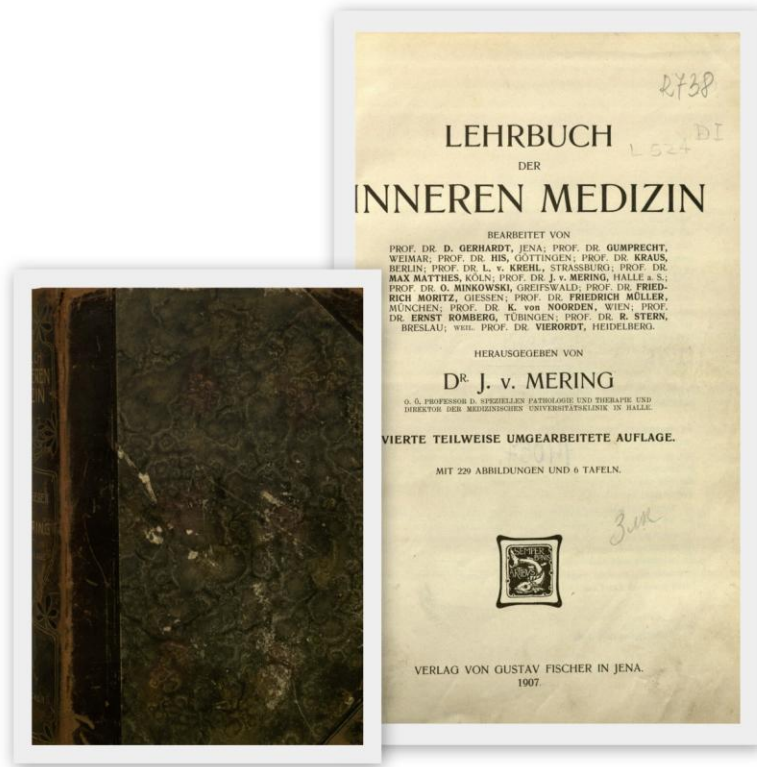 R738
DI
L 524
LEHRBUCH
DER
INNEREN MEDIZIN
BEARBEITET VON
PROF. DR. D. GERHARDT, JENA; PROF. DR. GUMPRECHT,
WEIMAR; PROF. DR. HIS, GÖTTINGEN; PROF. DR. KRAUS,
BERLIN; PROF. DR. L. v. KREHL, STRASSBURG; PROF. DR.
MAX MATTHES, KÖLN; PROF. DR. J. v. MERING, HALLE a. S.;
PROF. DR. O. MINKOWSKI, GREIFSWALD; PROF. DR. FRIED-
RICH MORITZ, GIESSEN; PROF. DR. FRIEDRICH MÜLLER,
MÜNCHEN; PROF. DR. K. von NOORDEN, WIEN; PROF.
DR. ERNST ROMBERG, TÜBINGEN; PROF. DR. R. STERN,
BRESLAU; WEIL. PROF. DR. VIERORDT, HEIDELBERG.
HERAUSGEGEBEN VON
DR. J. v. MERING
O. Ö. PROFESSOR D. SPEZIELLEN PATHOLOGIE UND THERAPIE UND
DIREKTOR DER MEDIZINISCHEN UNIVERSITÄTSKLINIK IN HALLE.
VIERTE TEILWEISE UMGEARBEITETE AUFLAGE.
MIT 229 ABBILDUNGEN UND 6 TAFELN.
SEMPER
BONIS
ARTIBUS
VERLAG VON GUSTAV FISCHER IN JENA.
1907.